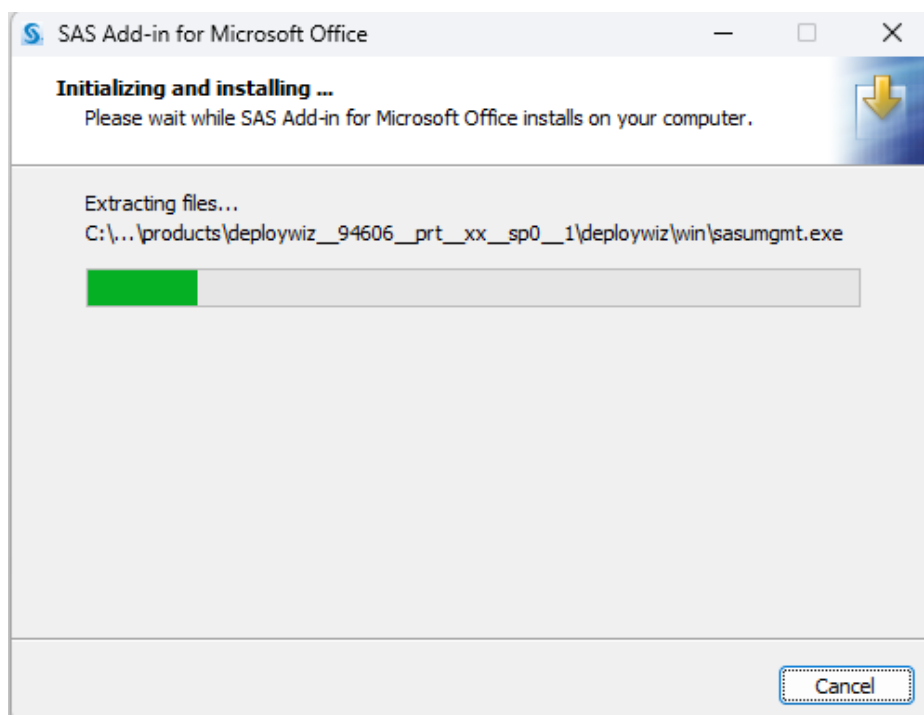 SAS Add-in for Microsoft Office
Initializing and installing ...
Please wait while SAS Add-in for Microsoft Office installs on your computer.
Extracting files...
C:\...\products\deploywiz__94606__prt__xx__sp0__1\deploywiz\win\sasumgmt.exe
Cancel